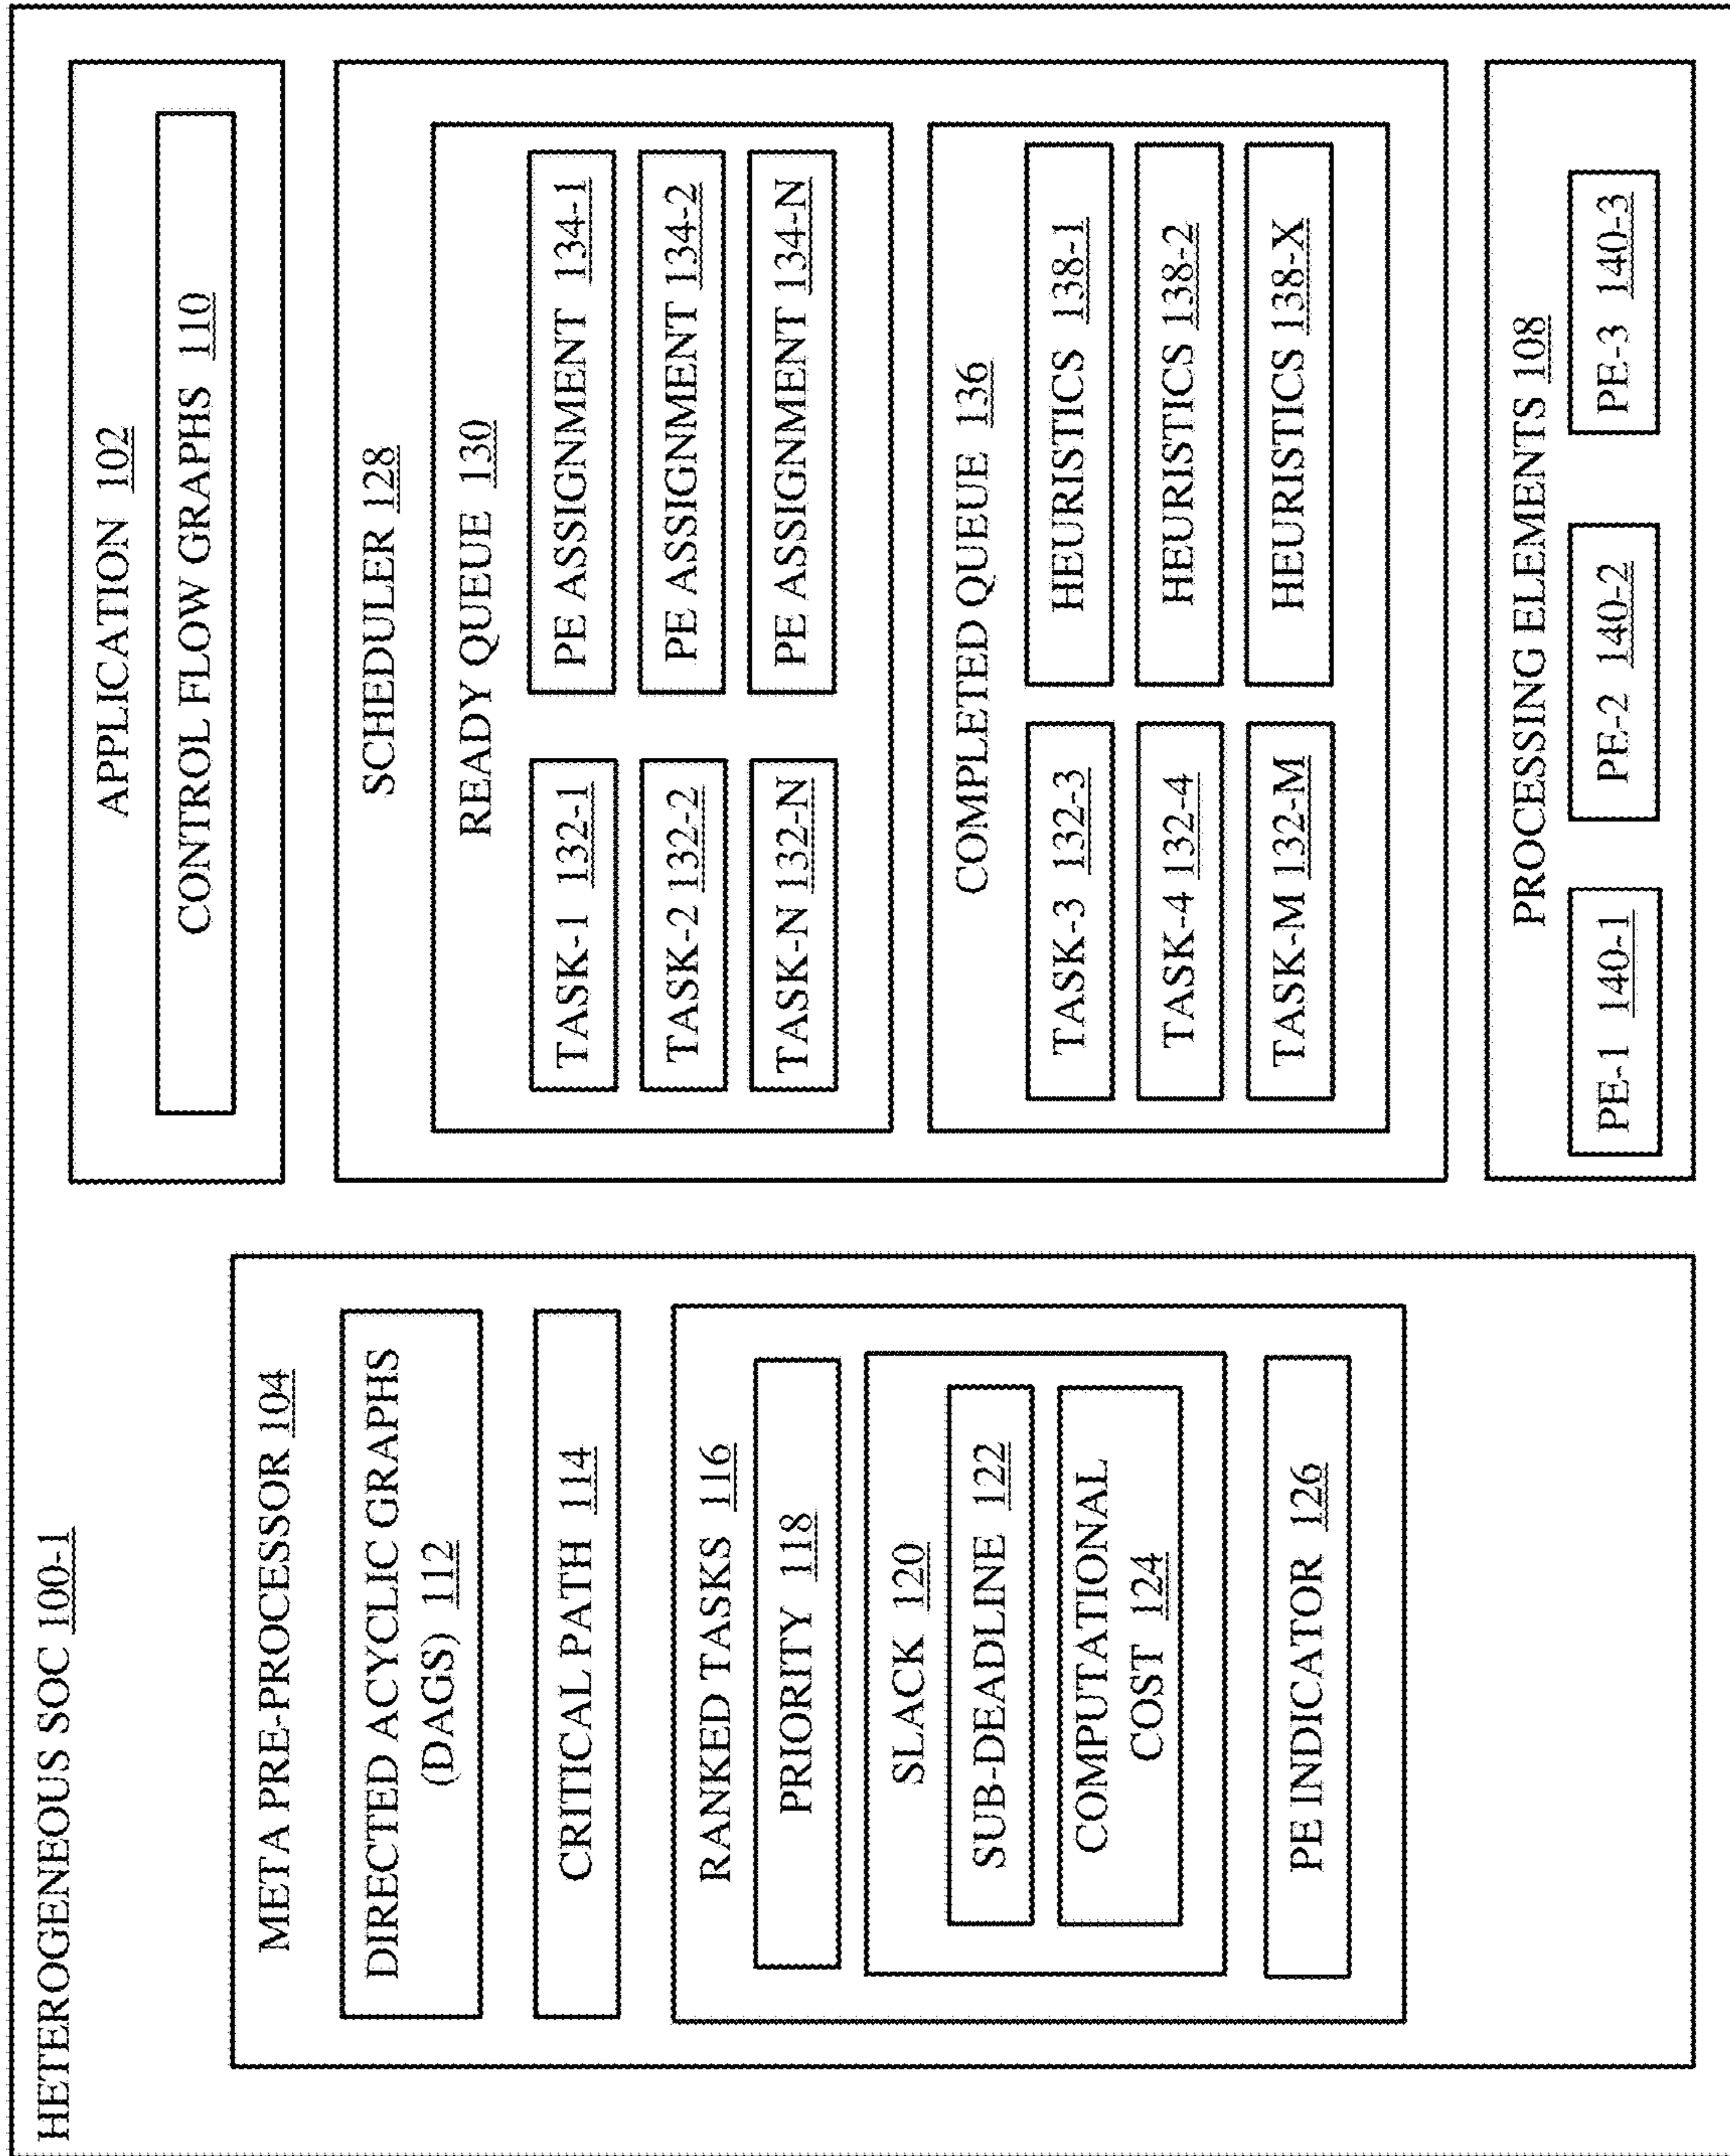 HETEROGENEOUS SOC 100-1
META PRE-PROCESSOR 104
DIRECTED ACYCLIC GRAPHS
(DAGS) 112
CRITICAL PATH 114
RANKED TASKS 116
PRIORITY 118
SLACK 120
SUB-DEADLINE 122
COMPUTATIONAL
COST 124
PE INDICATOR 126
APPLICATION 102
CONTROL FLOW GRAPHS 110
SCHEDULER 128
READY QUEUE 130
TASK-1 132-1
PE ASSIGNMENT 134-1
TASK-2 132-2
PE ASSIGNMENT 134-2
TASK-N 132-N
PE ASSIGNMENT 134-N
COMPLETED QUEUE 136
TASK-3 132-3
HEURISTICS 138-1
TASK-4 132-4
HEURISTICS 138-2
TASK-M 132-M
HEURISTICS 138-X
PROCESSING ELEMENTS 108
PE-1 140-1
PE-2 140-2
PE-3 140-3